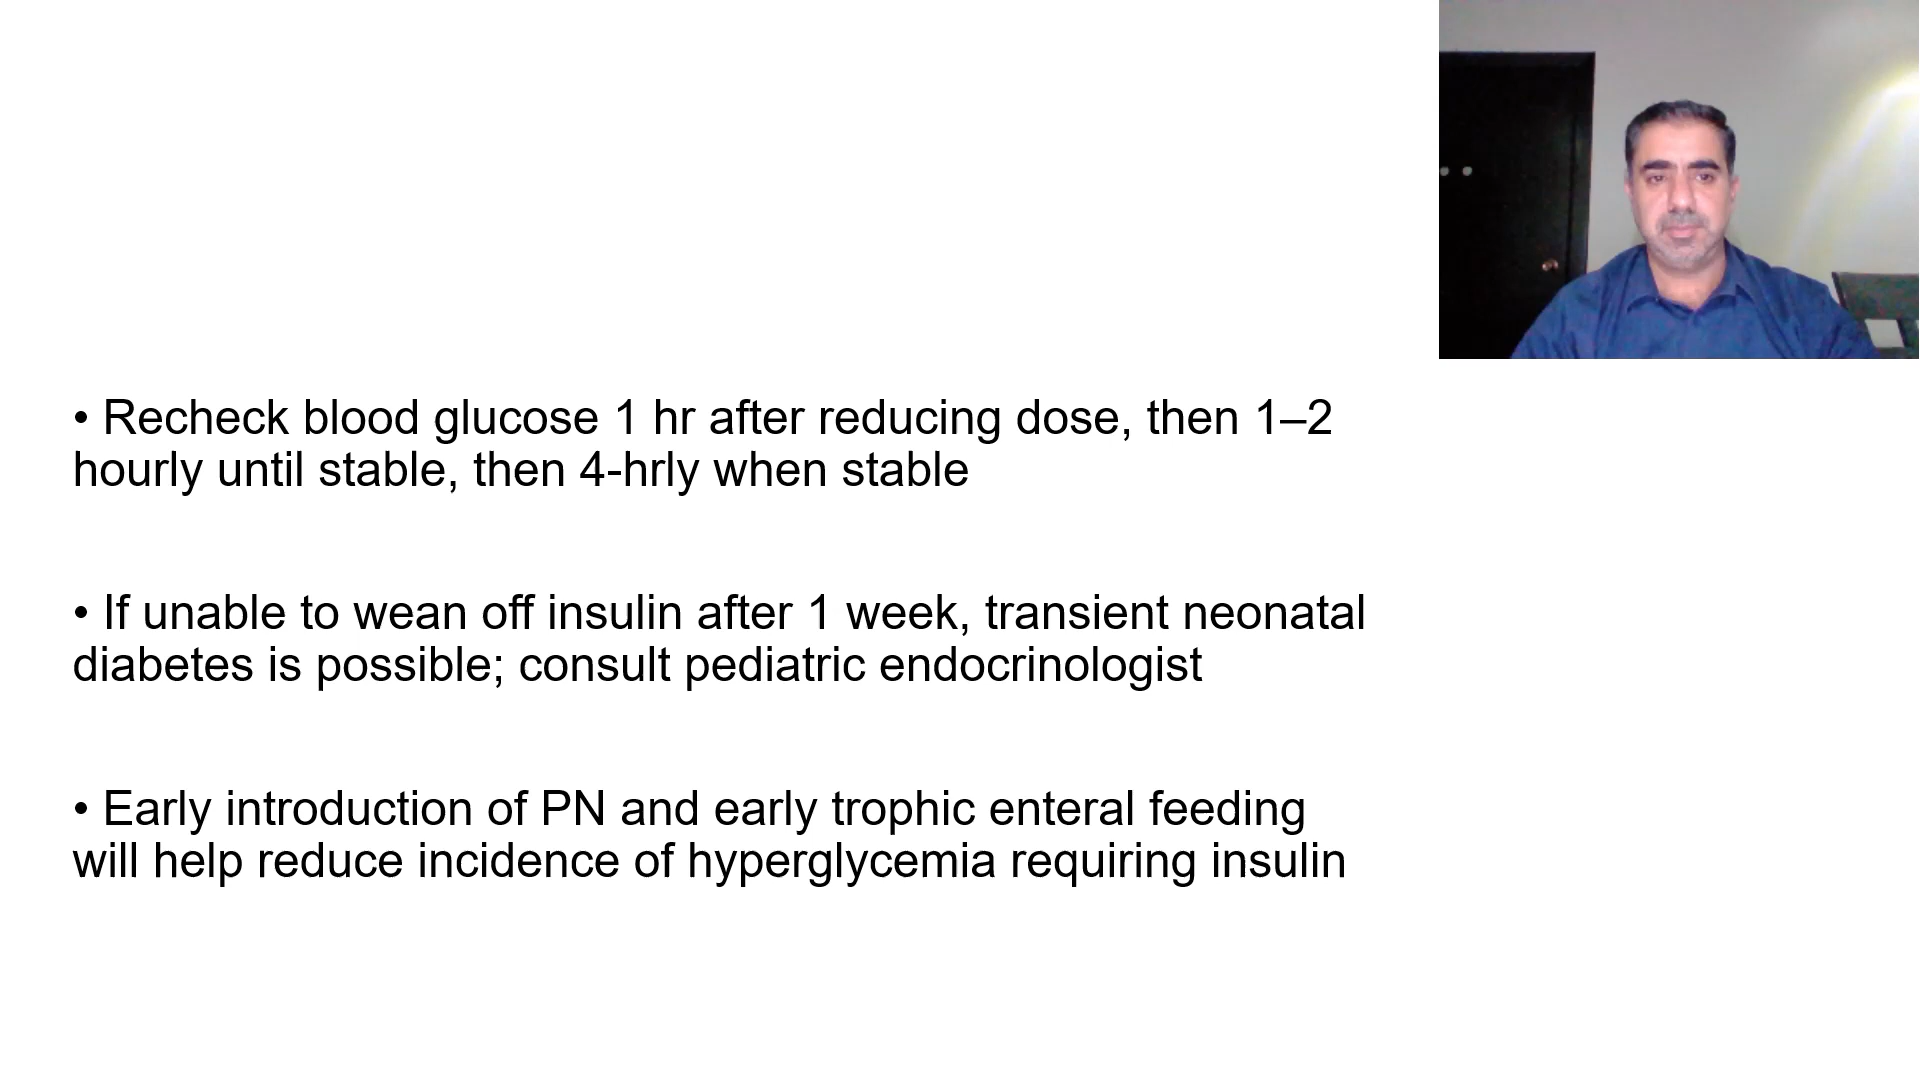 • Recheck blood glucose 1 hr after reducing dose, then 1–2
hourly until stable, then 4-hrly when stable
• If unable to wean off insulin after 1 week, transient neonatal
diabetes is possible; consult pediatric endocrinologist
• Early introduction of PN and early trophic enteral feeding
will help reduce incidence of hyperglycemia requiring insulin